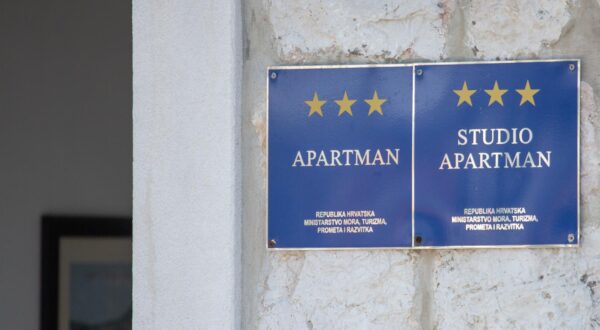 APARTMAN
REPUBLIKA HRVATSKA
MINISTARSTVO MORA, TURIZMA,
PROMETA I RAZVITKA
STUDIO
APARTMAN
REPUBLIKA HRVATSKA
MINISTARSTVO MORA, TURIZMA,
PROMETA I RAZVITKA